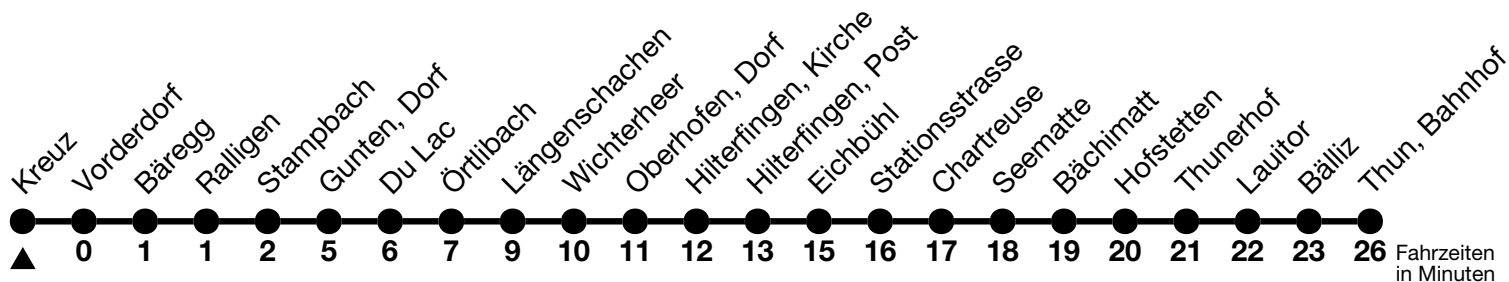 Kreuz
Vorderdorf
Bäregg
Ralligen
Stampbach
Gunten, Dorf
Du Lac
Örtlibach
Längenschachen
Wichterheer
Oberhofen, Dorf
Hilterfingen, Kirche
Hilterfingen, Post
Eichbühl
Stationsstrasse
Chartreuse
Seematte
Bächimatt
Hofstetten
Thunerhof
Lauitor
Bälliz
Thun, Bahnhof
0 1 1 2 5 6 7 9 10 11 12 13 15 16 17 18 19 20 21 22 23 26
Fahrzeiten
in Minuten